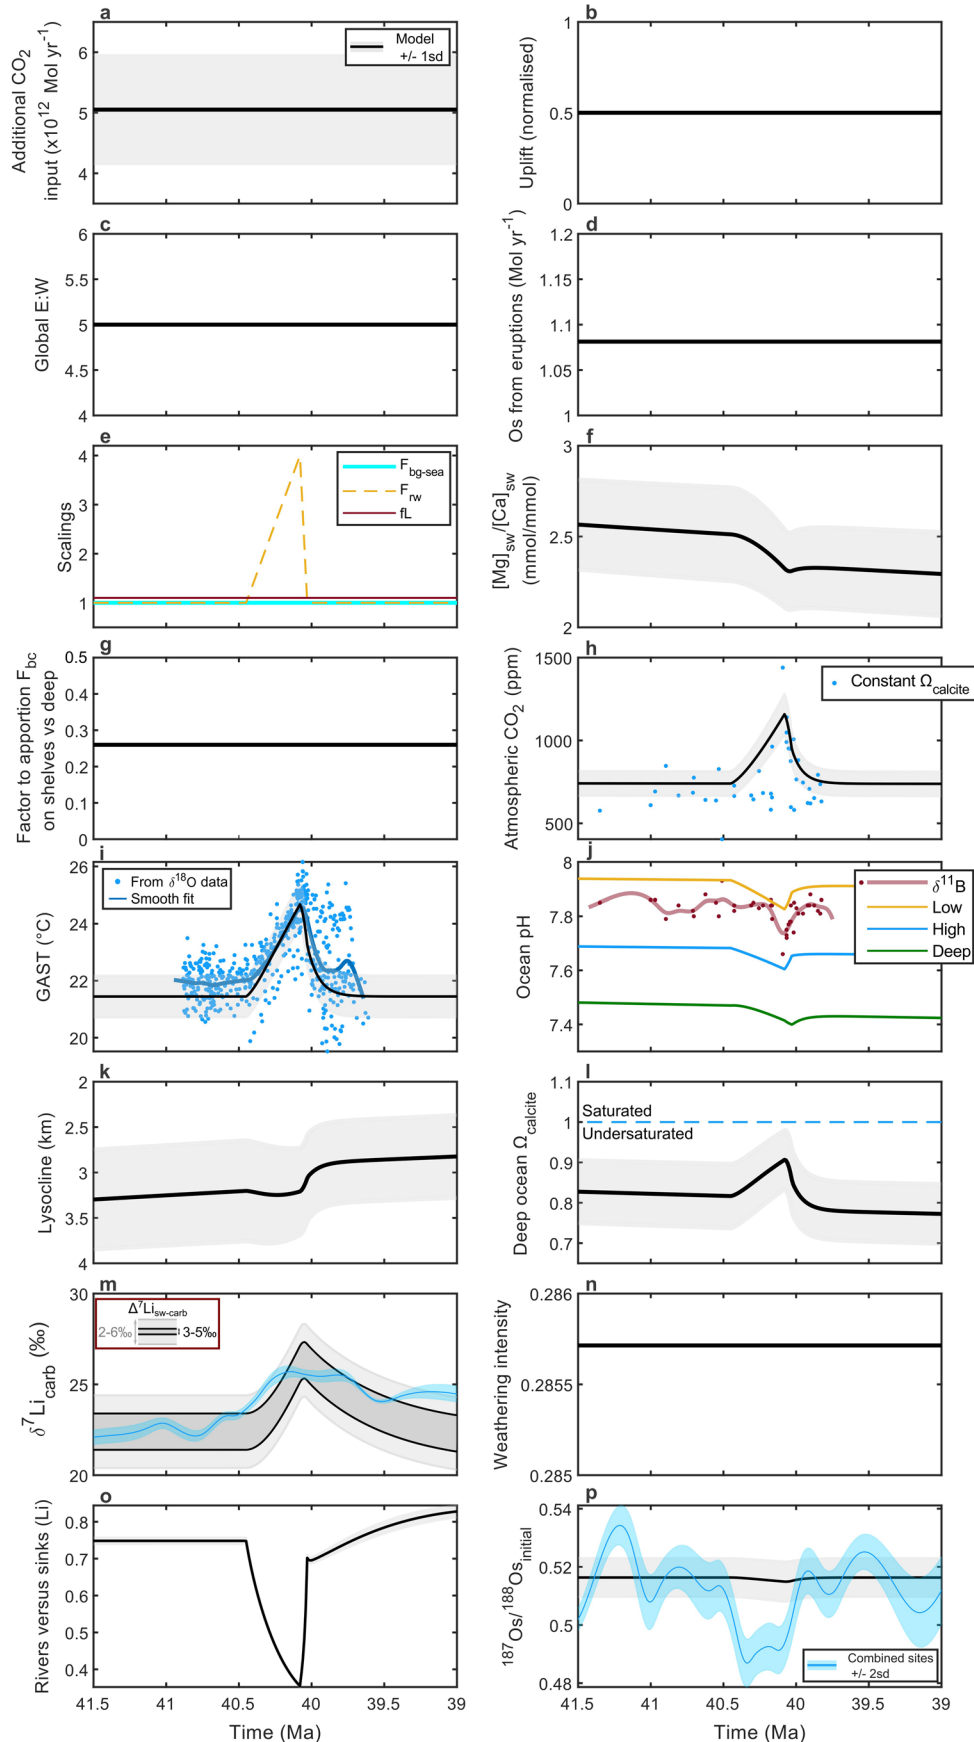 a
Additional CO2
input (x10^12 Mol yr^-1)
6
5
4
Model
+/- 1sd
b
Uplift (normalised)
1
0.5
0
c
Global E:W
6
5.5
5
4.5
4
d
Os from eruptions (Mol yr^-1)
1.2
1.15
1.1
1.05
1
e
Scalings
4
3
2
1
F_bg-sea
F_rw
fL
f
[Mg]_sw/[Ca]_sw
(mmol/mmol)
3
2.5
2
g
Factor to apportion F_bc
on shelves vs deep
0.5
0.4
0.3
0.2
0.1
0
h
Atmospheric CO2 (ppm)
1500
1000
500
Constant Ω_calcite
i
GAST (°C)
26
24
22
20
From δ^18O data
Smooth fit
j
Ocean pH
8
7.8
7.6
7.4
δ^11B
Low
High
Deep
k
Lysocline (km)
2
2.5
3
3.5
4
l
Deep ocean Ω_calcite
1.1
1
0.9
0.8
0.7
Saturated
Undersaturated
m
δ^7Li_carb (‰)
30
25
20
Δ^7Li_sw-carb
2-6‰
3-5‰
n
Weathering intensity
0.286
0.2855
0.285
o
Rivers versus sinks (Li)
0.8
0.7
0.6
0.5
0.4
41.5
41
40.5
40
39.5
39
Time (Ma)
p
^187Os/^188Os_initial
0.54
0.52
0.5
0.48
Combined sites
+/- 2sd
41.5
41
40.5
40
39.5
39
Time (Ma)